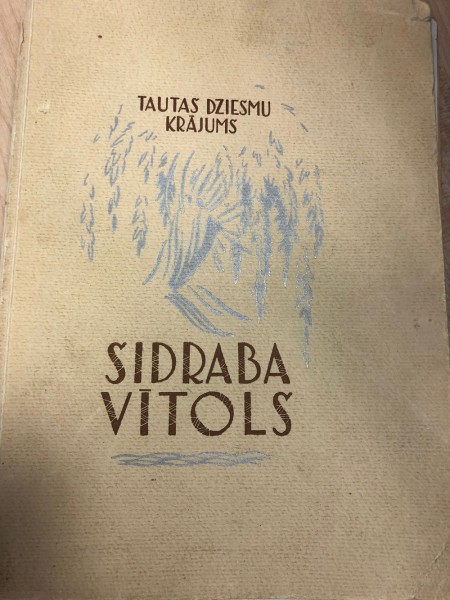 TAUTAS DZIESMU
KRĀJUMS
SIDRABA
VĪTOLS